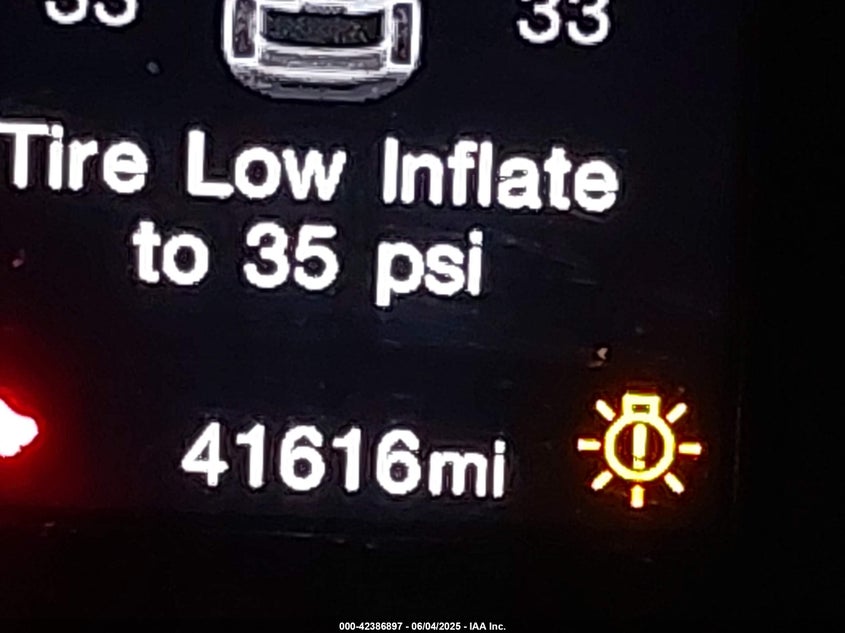 33
Tire Low Inflate
to 35 psi
41616mi
000-42386897 - 06/04/2025 - IAA Inc.